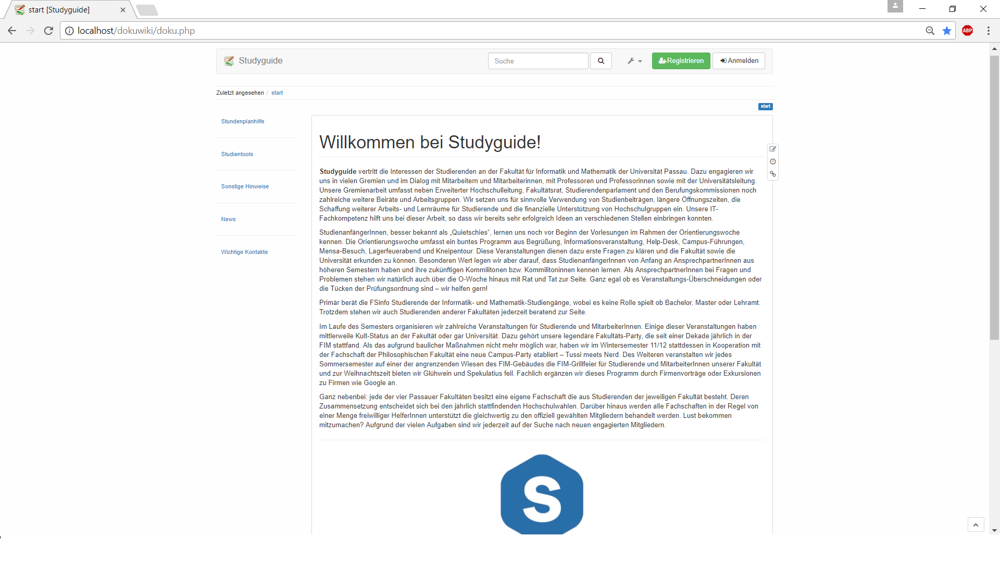 start [Studyguide]
localhost/dokuwiki/doku.php
ABP
Studyguide
Suche
Registrieren
Anmelden
Zuletzt angesehen / start
start
Stundenplanhilfe
Studientools
Sonstige Hinweise
News
Wichtige Kontakte
Willkommen bei Studyguide!
Studyguide vertritt die Interessen der Studierenden an der Fakultät für Informatik und Mathematik der Universität Passau. Dazu engagieren wir
uns in vielen Gremien und im Dialog mit Mitarbeitern und Mitarbeiterinnen, mit Professoren und Professorinnen sowie mit der Universitätsleitung.
Unsere Gremienarbeit umfasst neben Erweiterter Hochschulleitung, Fakultätsrat, Studierendenparlament und den Berufungskommissionen noch
zahlreiche weitere Beiräte und Arbeitsgruppen. Wir setzen uns für sinnvolle Verwendung von Studienbeiträgen, längere Öffnungszeiten, die
Schaffung weiterer Arbeits- und Lernräume für Studierende und die finanzielle Unterstützung von Hochschulgruppen ein. Unsere IT-
Fachkompetenz hilft uns bei dieser Arbeit, so dass wir bereits sehr erfolgreich Ideen an verschiedenen Stellen einbringen konnten.
StudienanfängerInnen, besser bekannt als „Quietschies“, lernen uns noch vor Beginn der Vorlesungen im Rahmen der Orientierungswoche
kennen. Die Orientierungswoche umfasst ein buntes Programm aus Begrüßung, Informationsveranstaltung, Help-Desk, Campus-Führungen,
Mensa-Besuch, Lagerfeuerabend und Kneipentour. Diese Veranstaltungen dienen dazu erste Fragen zu klären und die Fakultät sowie die
Universität erkunden zu können. Besonderen Wert legen wir aber darauf, dass StudienanfängerInnen von Anfang an AnsprechpartnerInnen aus
höheren Semestern haben und ihre zukünftigen Kommilitonen bzw. Kommilitoninnen kennen lernen. Als AnsprechpartnerInnen bei Fragen und
Problemen stehen wir natürlich auch über die O-Woche hinaus mit Rat und Tat zur Seite. Ganz egal ob es Veranstaltungs-Überschneidungen oder
die Tücken der Prüfungsordnung sind – wir helfen gern!
Primär berät die FSinfo Studierende der Informatik- und Mathematik-Studiengänge, wobei es keine Rolle spielt ob Bachelor, Master oder Lehramt.
Trotzdem stehen wir auch Studierenden anderer Fakultäten jederzeit beratend zur Seite.
Im Laufe des Semesters organisieren wir zahlreiche Veranstaltungen für Studierende und MitarbeiterInnen. Einige dieser Veranstaltungen haben
mittlerweile Kult-Status an der Fakultät oder gar Universität. Dazu gehört unsere legendäre Fakultäts-Party, die seit einer Dekade jährlich in der
FIM stattfand. Als das aufgrund baulicher Maßnahmen nicht mehr möglich war, haben wir im Wintersemester 11/12 stattdessen in Kooperation mit
der Fachschaft der Philosophischen Fakultät eine neue Campus-Party etabliert – Tussi meets Nerd. Des Weiteren veranstalten wir jedes
Sommersemester auf einer der angrenzenden Wiesen des FIM-Gebäudes die FIM-Grillfeier für Studierende und MitarbeiterInnen unserer Fakultät
und zur Weihnachtszeit bieten wir Glühwein und Spekulatius feil. Fachlich ergänzen wir dieses Programm durch Firmenvorträge oder Exkursionen
zu Firmen wie Google an.
Ganz nebenbei: jede der vier Passauer Fakultäten besitzt eine eigene Fachschaft die aus Studierenden der jeweiligen Fakultät besteht. Deren
Zusammensetzung entscheidet sich bei den jährlich stattfindenden Hochschulwahlen. Darüber hinaus werden alle Fachschaften in der Regel von
einer Menge freiwilliger HelferInnen unterstützt die gleichwertig zu den offiziell gewählten Mitgliedern behandelt werden. Lust bekommen
mitzumachen? Aufgrund der vielen Aufgaben sind wir jederzeit auf der Suche nach neuen engagierten Mitgliedern.
S